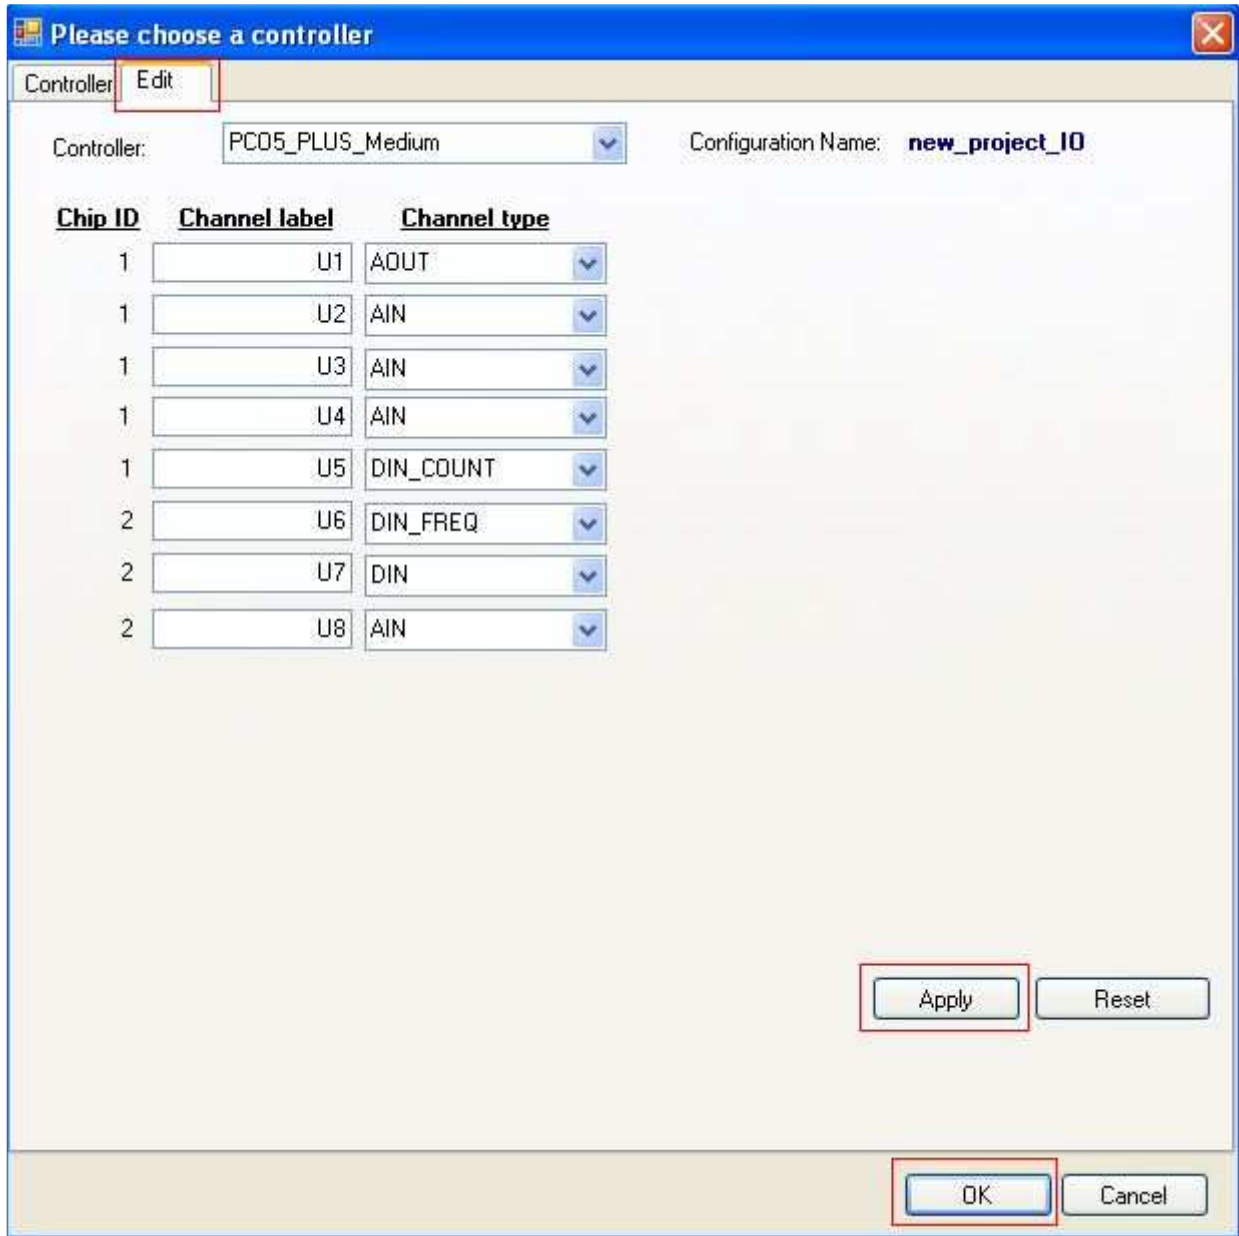 Please choose a controller
Controller Edit
Controller: PCO5_PLUS_Medium Configuration Name: new_project_IO
Chip ID Channel label Channel type
1 U1 AOUT
1 U2 AIN
1 U3 AIN
1 U4 AIN
1 U5 DIN_COUNT
2 U6 DIN_FREQ
2 U7 DIN
2 U8 AIN
Apply Reset
OK Cancel